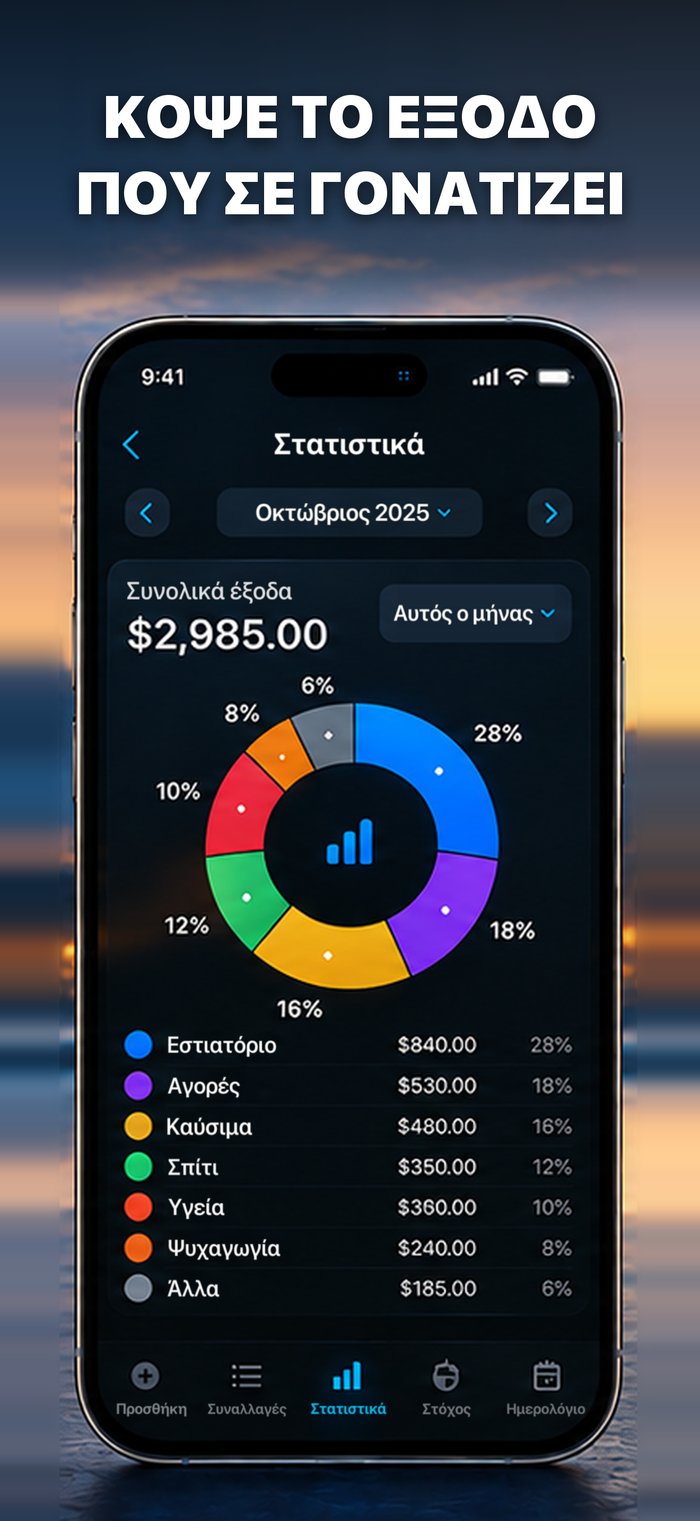 ΚΟΨΕ ΤΟ ΕΞΟΔΟ
ΠΟΥ ΣΕ ΓΟΝΑΤΙΖΕΙ
9:41
Στατιστικά
Οκτώβριος 2025
Συνολικά έξοδα
$2,985.00
Αυτός ο μήνας
6%
8%
28%
10%
12%
18%
16%
Εστιατόριο $840.00 28%
Αγορές $530.00 18%
Καύσιμα $480.00 16%
Σπίτι $350.00 12%
Υγεία $360.00 10%
Ψυχαγωγία $240.00 8%
Άλλα $185.00 6%
Προσθήκη Συναλλαγές Στατιστικά Στόχος Ημερολόγιο